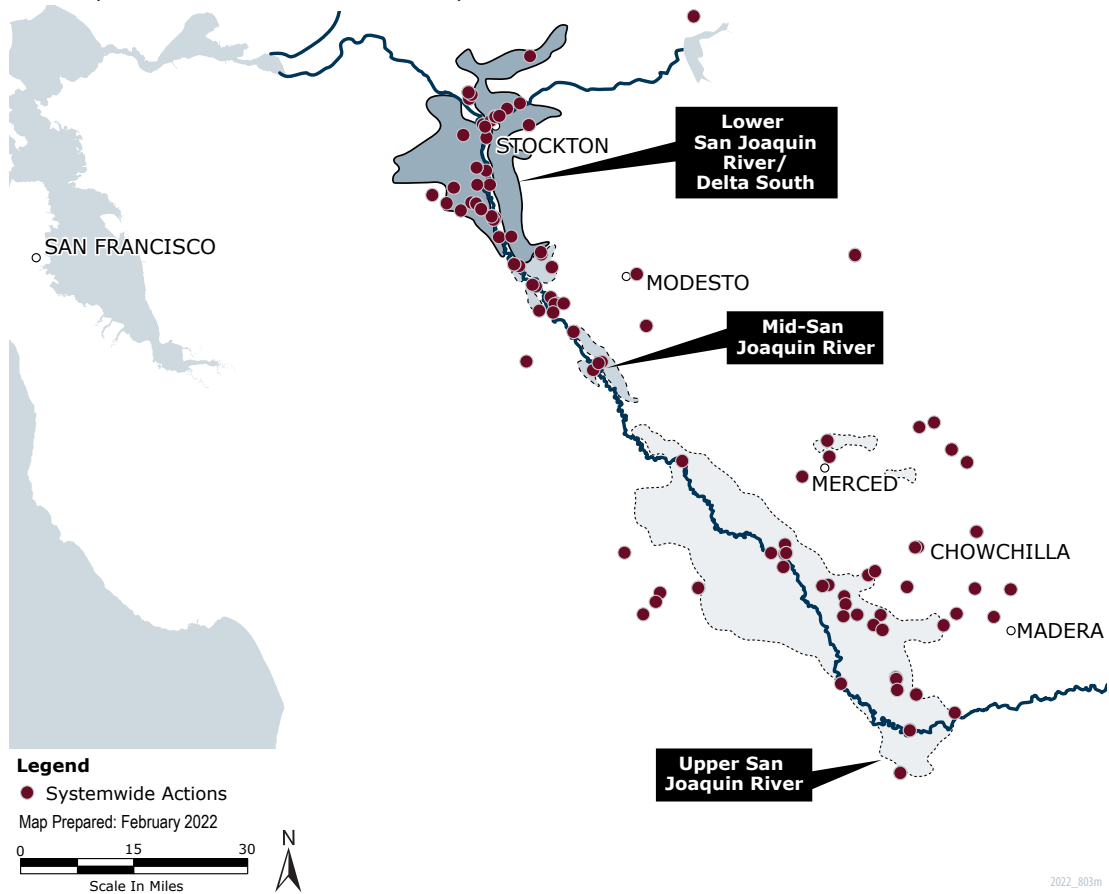 Lower
San Joaquin
River/
Delta South
STOCKTON
SAN FRANCISCO
MODESTO
Mid-San
Joaquin River
MERCED
CHOWCHILLA
MADERA
Upper San
Joaquin River
Legend
Systemwide Actions
Map Prepared: February 2022
0 15 30
Scale In Miles
N
2022_803m